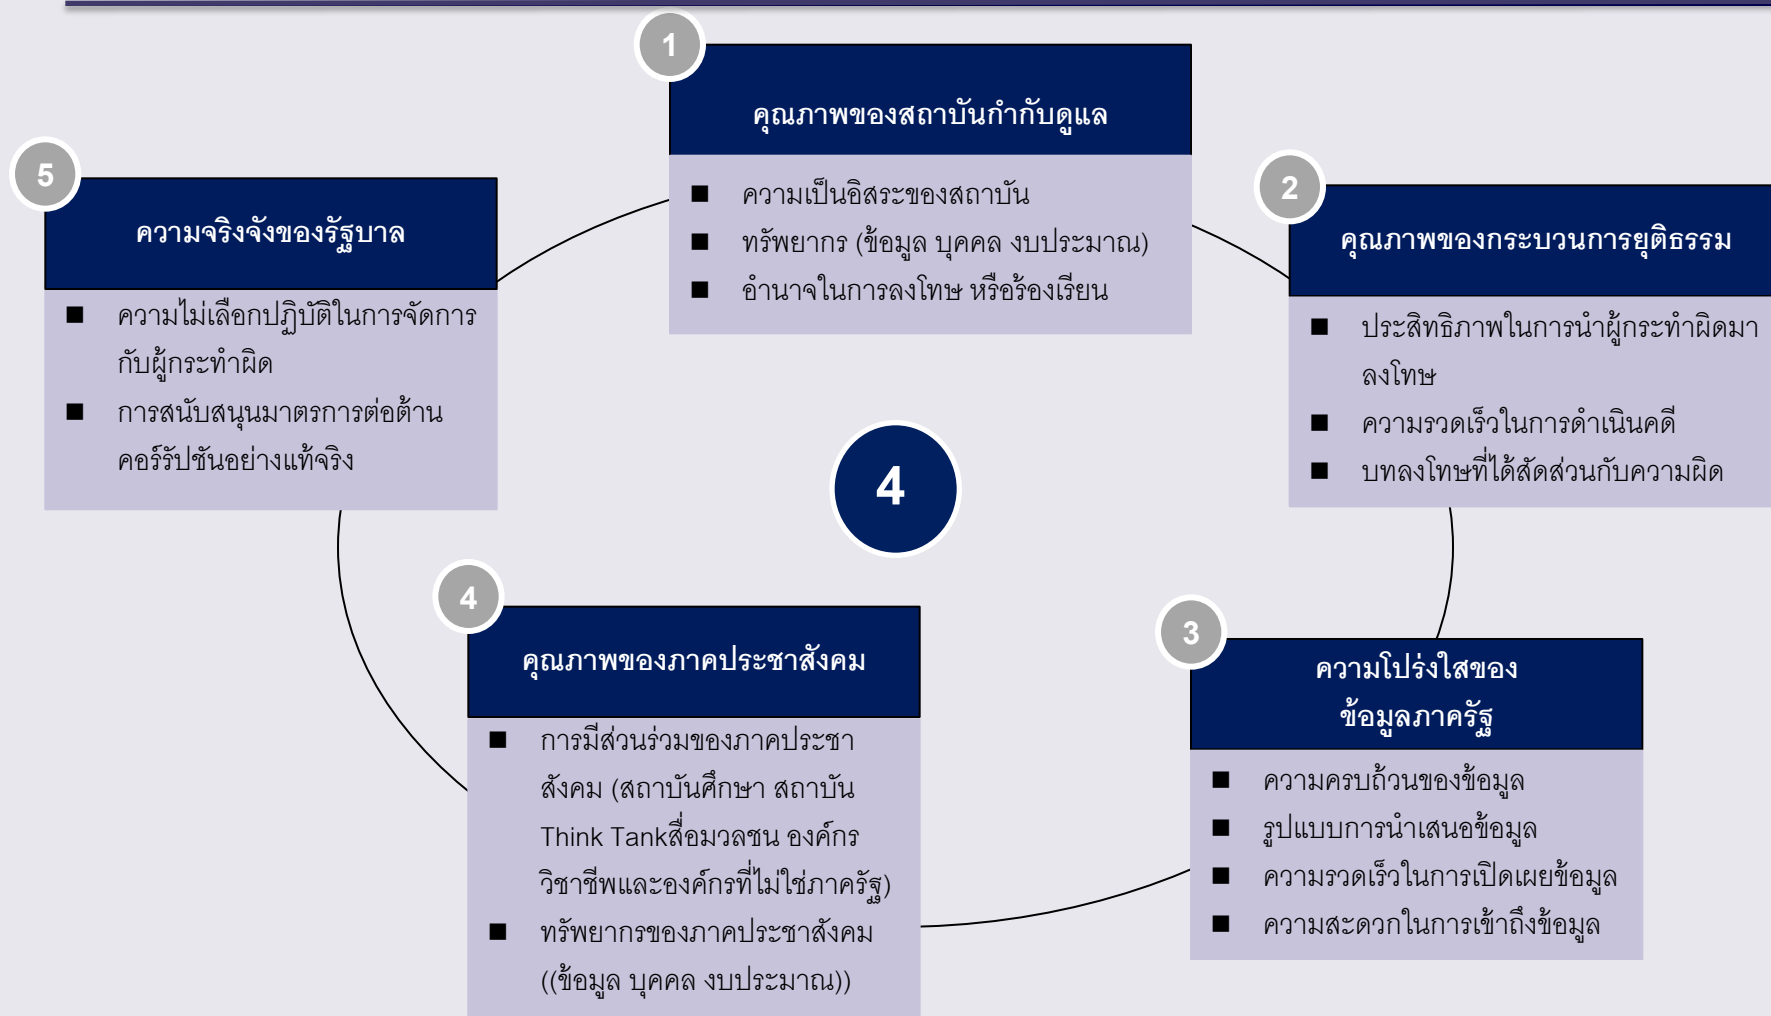 1
คุณภาพของสถาบันกำกับดูแล
■ ความเป็นอิสระของสถาบัน
■ ทรัพยากร (ข้อมูล บุคคล งบประมาณ)
■ อำนาจในการลงโทษ หรือร้องเรียน
2
คุณภาพของกระบวนการยุติธรรม
■ ประสิทธิภาพในการนำผู้กระทำผิดมา
ลงโทษ
■ ความรวดเร็วในการดำเนินคดี
■ บทลงโทษที่ได้สัดส่วนกับความผิด
3
ความโปร่งใสของ
ข้อมูลภาครัฐ
■ ความครบถ้วนของข้อมูล
■ รูปแบบการนำเสนอข้อมูล
■ ความรวดเร็วในการเปิดเผยข้อมูล
■ ความสะดวกในการเข้าถึงข้อมูล
4
คุณภาพของภาคประชาสังคม
■ การมีส่วนร่วมของภาคประชา
สังคม (สถาบันศึกษา สถาบัน
Think Tankสื่อมวลชน องค์กร
วิชาชีพและองค์กรที่ไม่ใช่ภาครัฐ)
■ ทรัพยากรของภาคประชาสังคม
((ข้อมูล บุคคล งบประมาณ))
5
ความจริงจังของรัฐบาล
■ ความไม่เลือกปฏิบัติในการจัดการ
กับผู้กระทำผิด
■ การสนับสนุนมาตรการต่อต้าน
คอร์รัปชันอย่างแท้จริง
4